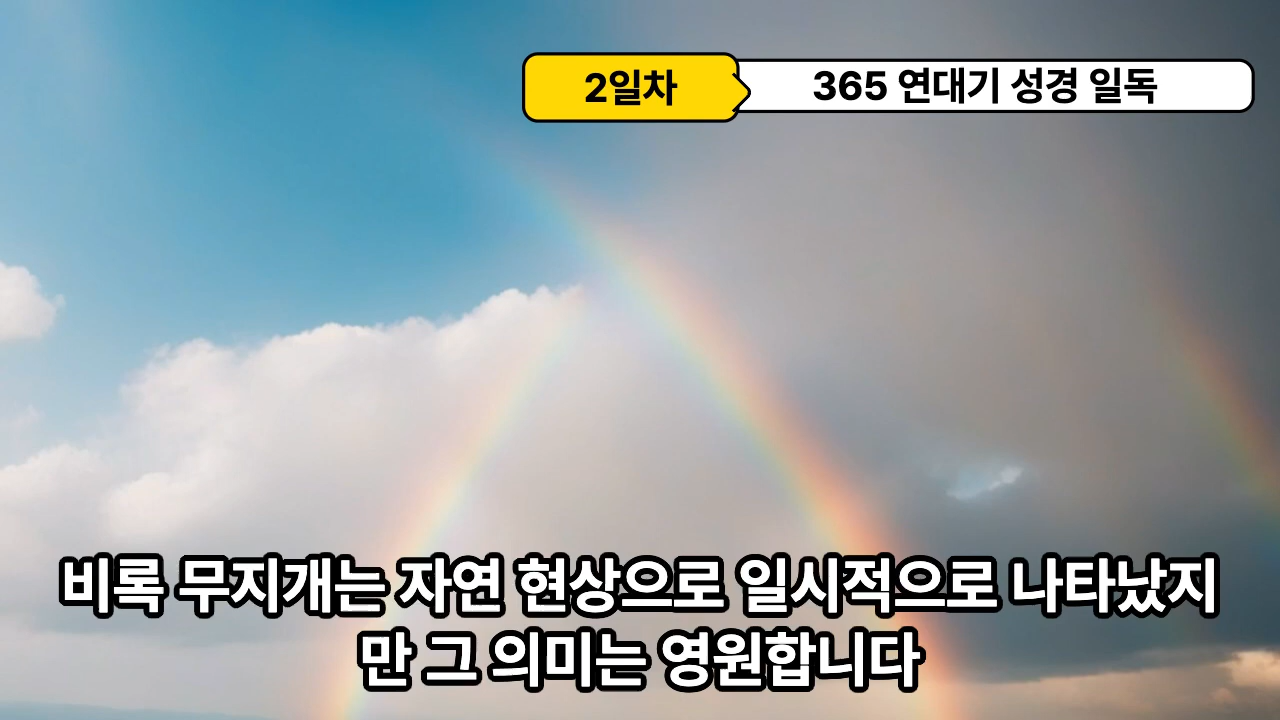 2일차
365 연대기 성경 일독
비록 무지개는 자연 현상으로 일시적으로 나타났지
만 그 의미는 영원합니다